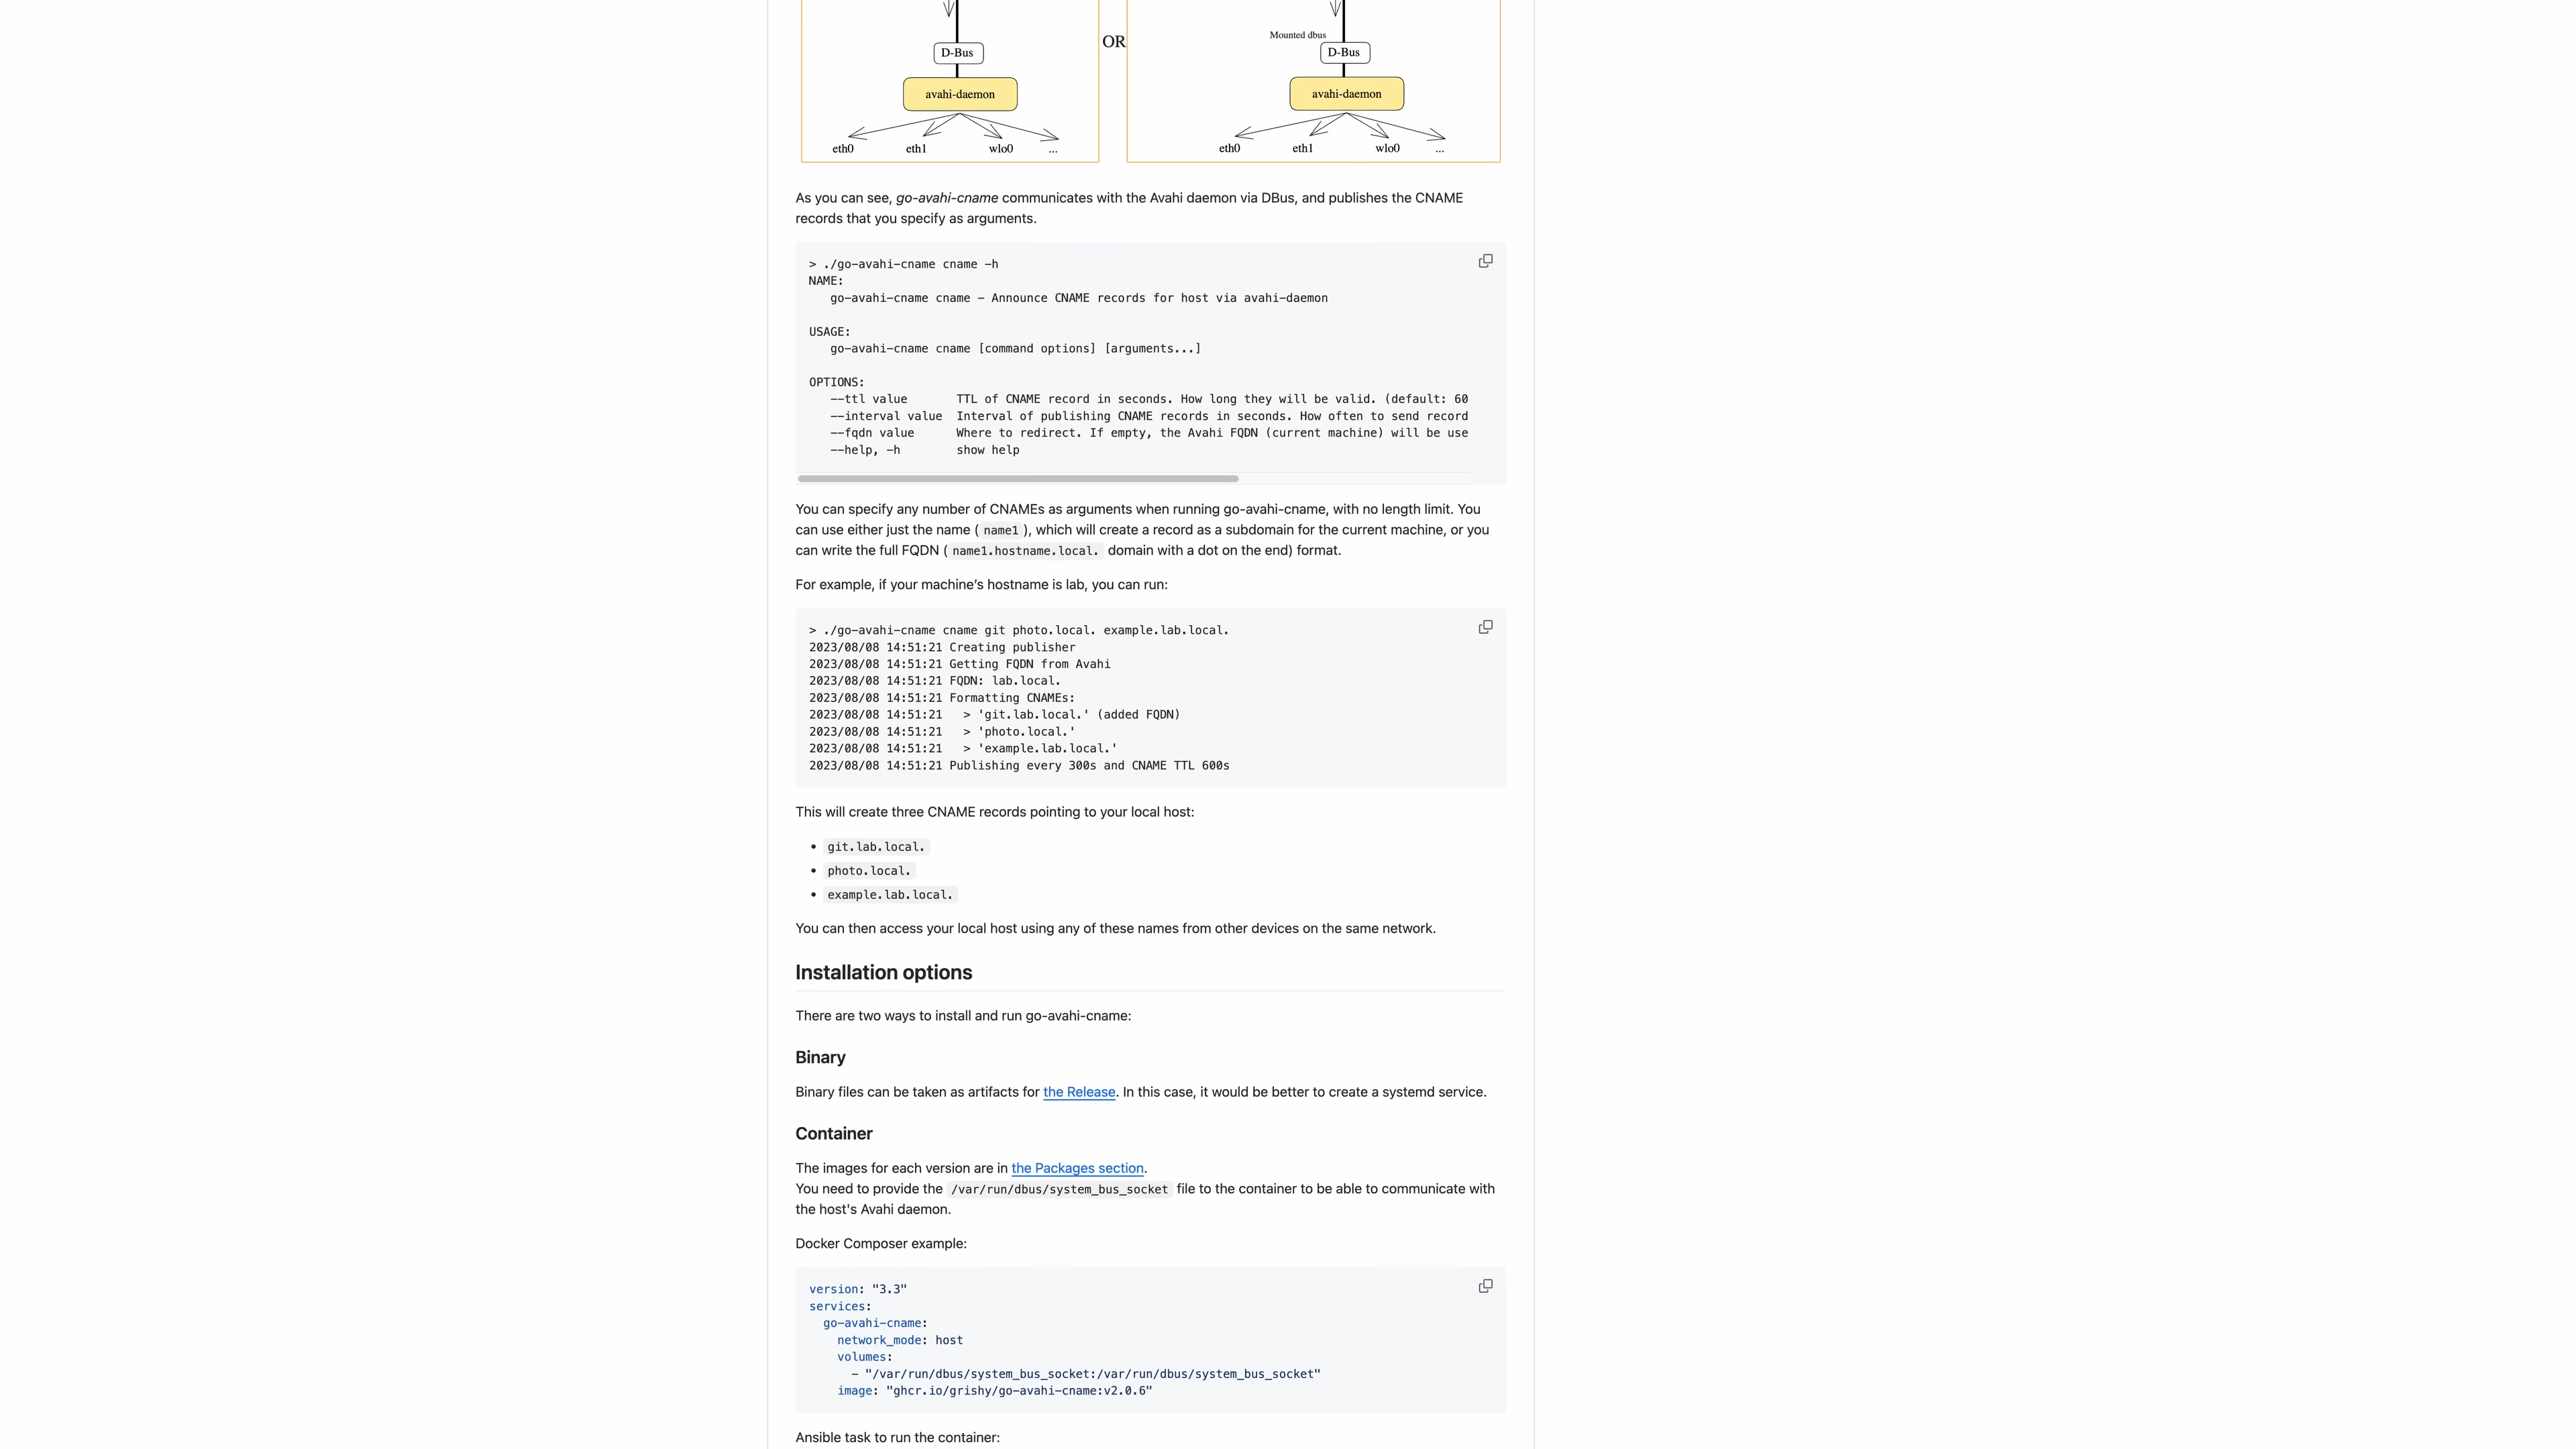 Mounted dbus
D-Bus
OR
D-Bus
avahi-daemon
avahi-daemon
eth0 eth1 wlo0 ...
eth0 eth1 wlo0 ...
As you can see, go-avahi-cname communicates with the Avahi daemon via DBus, and publishes the CNAME
records that you specify as arguments.
> ./go-avahi-cname cname -h
NAME:
   go-avahi-cname cname - Announce CNAME records for host via avahi-daemon
USAGE:
   go-avahi-cname cname [command options] [arguments...]
OPTIONS:
   --ttl value       TTL of CNAME record in seconds. How long they will be valid. (default: 60
   --interval value  Interval of publishing CNAME records in seconds. How often to send record
   --fqdn value      Where to redirect. If empty, the Avahi FQDN (current machine) will be use
   --help, -h        show help
You can specify any number of CNAMEs as arguments when running go-avahi-cname, with no length limit. You
can use either just the name ( name1 ), which will create a record as a subdomain for the current machine, or you
can write the full FQDN ( name1.hostname.local. domain with a dot on the end) format.
For example, if your machine’s hostname is lab, you can run:
> ./go-avahi-cname cname git photo.local. example.lab.local.
2023/08/08 14:51:21 Creating publisher
2023/08/08 14:51:21 Getting FQDN from Avahi
2023/08/08 14:51:21 FQDN: lab.local.
2023/08/08 14:51:21 Formatting CNAMEs:
2023/08/08 14:51:21   > 'git.lab.local.' (added FQDN)
2023/08/08 14:51:21   > 'photo.local.'
2023/08/08 14:51:21   > 'example.lab.local.'
2023/08/08 14:51:21 Publishing every 300s and CNAME TTL 600s
This will create three CNAME records pointing to your local host:
• git.lab.local.
• photo.local.
• example.lab.local.
You can then access your local host using any of these names from other devices on the same network.
Installation options
There are two ways to install and run go-avahi-cname:
Binary
Binary files can be taken as artifacts for the Release. In this case, it would be better to create a systemd service.
Container
The images for each version are in the Packages section.
You need to provide the /var/run/dbus/system_bus_socket file to the container to be able to communicate with
the host's Avahi daemon.
Docker Composer example:
version: "3.3"
services:
  go-avahi-cname:
    network_mode: host
    volumes:
      - "/var/run/dbus/system_bus_socket:/var/run/dbus/system_bus_socket"
    image: "ghcr.io/grishy/go-avahi-cname:v2.0.6"
Ansible task to run the container: